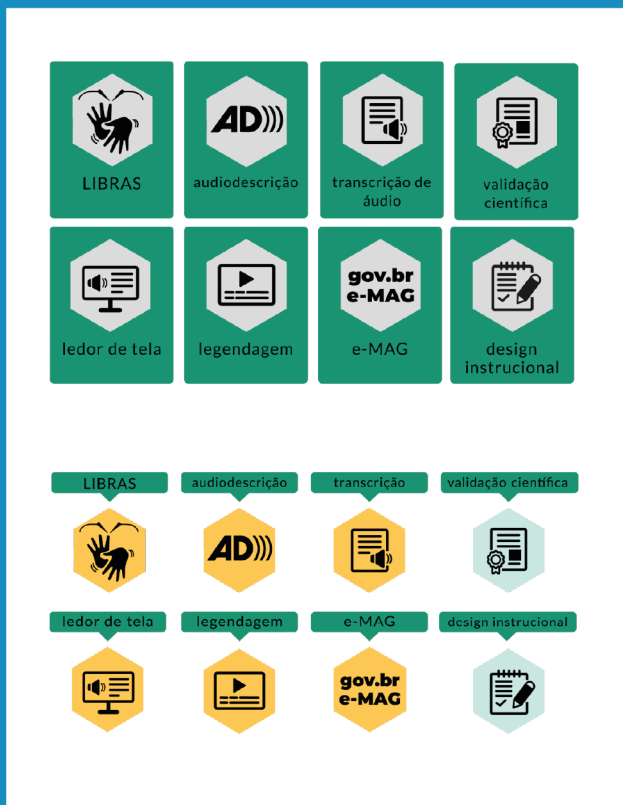 AD
LIBRAS
audiodescrição
transcrição de
áudio
validação
científica
gov.br
e-MAG
ledor de tela
legendagem
e-MAG
design
instrucional
LIBRAS
audiodescrição
transcrição
validação científica
AD
ledor de tela
legendagem
e-MAG
design instrucional
gov.br
e-MAG